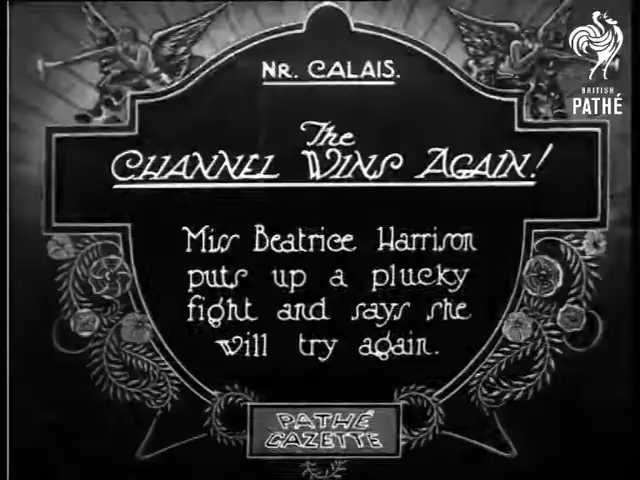 NR. CALAIS.
BRITISH
PATHÉ
The
CHANNEL WINS AGAIN!
Miss Beatrice Harrison
puts up a plucky
fight and says she
will try again.
PATHÉ
GAZETTE